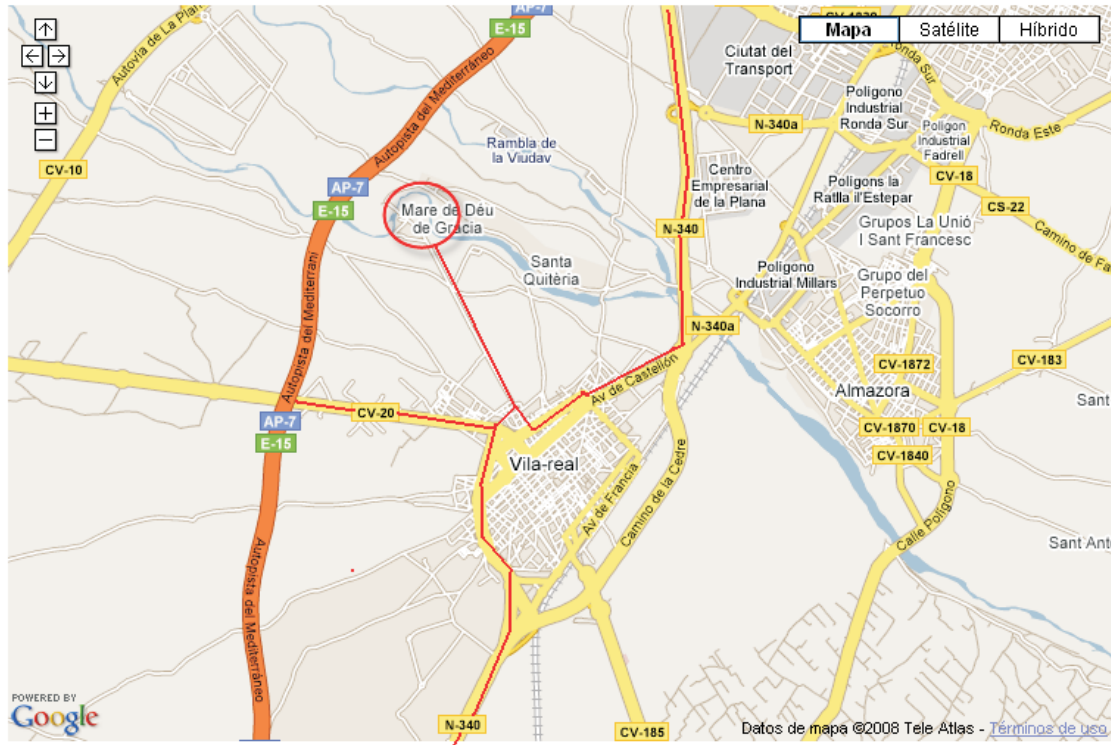 AP-7
E-15
CV-1830
Mapa
Satélite
Híbrido
Autovía de La Plan
Ciutat del
Transport
Ronda Sur
Polígono
Industrial
Ronda Sur
N-340a
Ronda Este
Poligon
Industrial
Fadrell
Autopista del Mediterráneo
Rambla de
la Viudav
CV-10
Centro
Empresarial
de la Plana
CV-18
AP-7
E-15
Polígons la
Ratlla il'Estepar
CS-22
Mare de Déu
de Gràcia
N-340
Grupos La Unió
I Sant Francesc
Camino de Fa
Santa
Quitèria
Polígono
Industrial Millars
Grupo del
Perpetuo
Socorro
Autopista del Mediterrani
N-340a
CV-1872
CV-183
Av de Castellón
Almazora
Sant
CV-20
AP-7
E-15
CV-1870
CV-18
CV-1840
Vila-real
Av de Francia
Camino de la Cedre
Calle Polígono
Sant Anto
Autopista del Mediterráneo
POWERED BY
Google
N-340
CV-185
Datos de mapa ©2008 Tele Atlas - Términos de uso